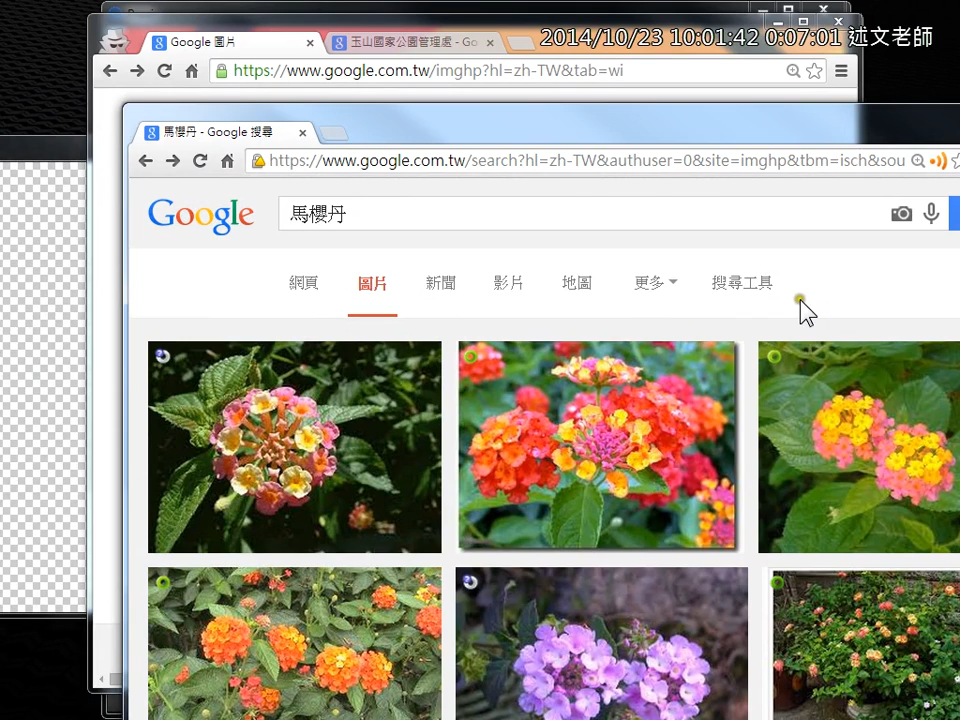 Google 圖片
玉山國家公園管理處 - Go
2014/10/23 10:01:42 0:07:01 述文老師
https://www.google.com.tw/imghp?hl=zh-TW&tab=wi
馬櫻丹 - Google 搜尋
https://www.google.com.tw/search?hl=zh-TW&authuser=0&site=imghp&tbm=isch&sou
Google
馬櫻丹
網頁 圖片 新聞 影片 地圖 更多 搜尋工具